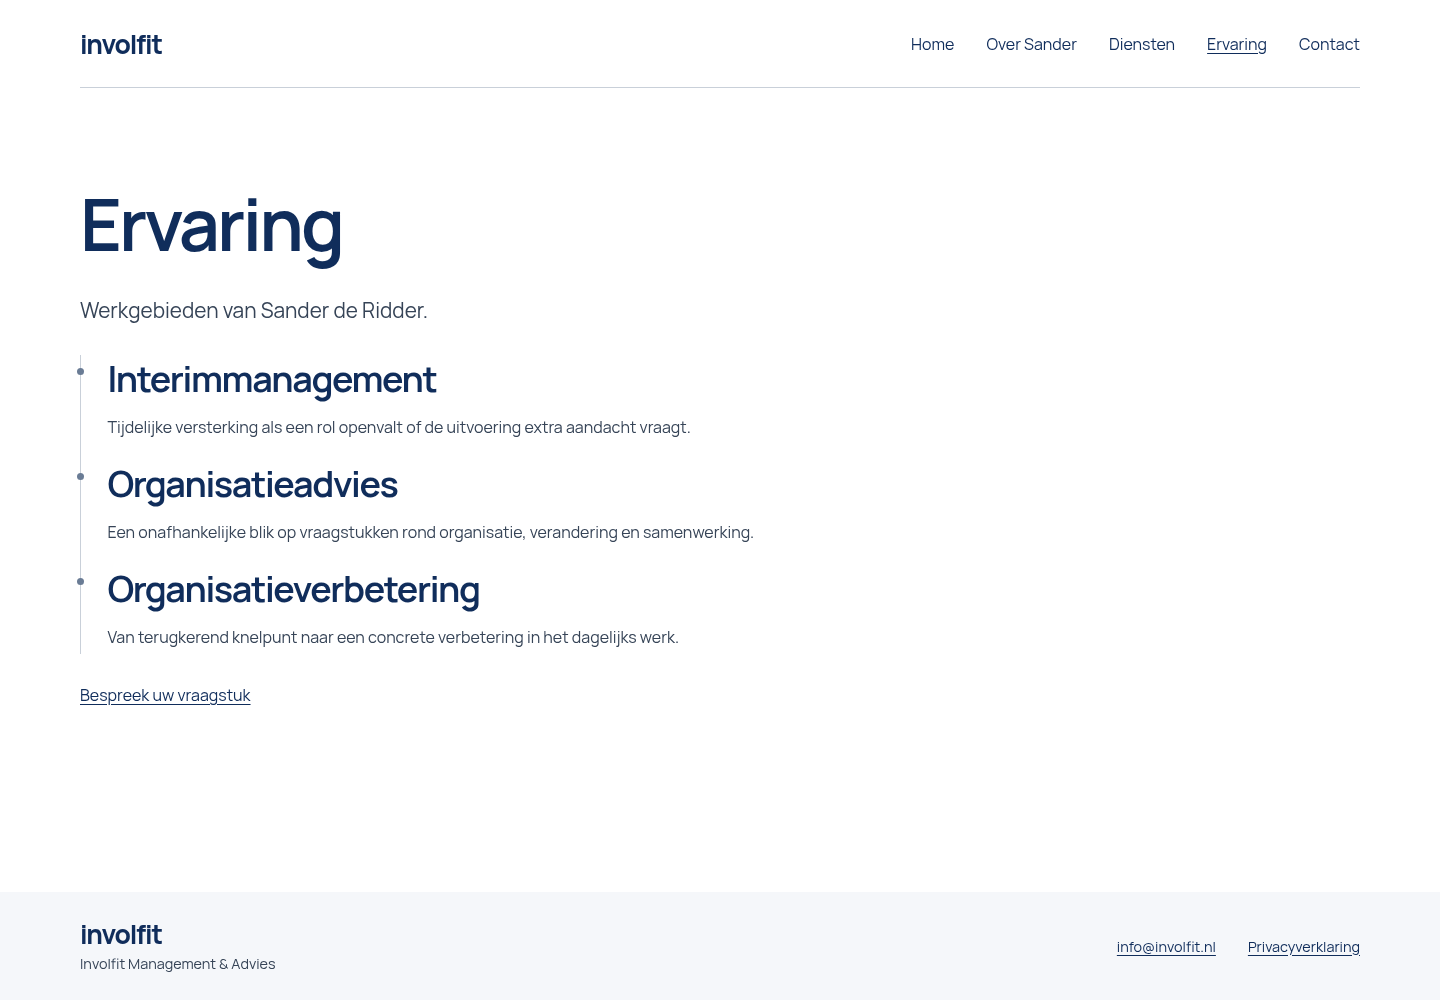 involfit
Home Over Sander Diensten Ervaring Contact
Ervaring
Werkgebieden van Sander de Ridder.
Interimmanagement
Tijdelijke versterking als een rol openvalt of de uitvoering extra aandacht vraagt.
Organisatieadvies
Een onafhankelijke blik op vraagstukken rond organisatie, verandering en samenwerking.
Organisatieverbetering
Van terugkerend knelpunt naar een concrete verbetering in het dagelijks werk.
Bespreek uw vraagstuk
involfit
Involfit Management & Advies
info@involfit.nl Privacyverklaring